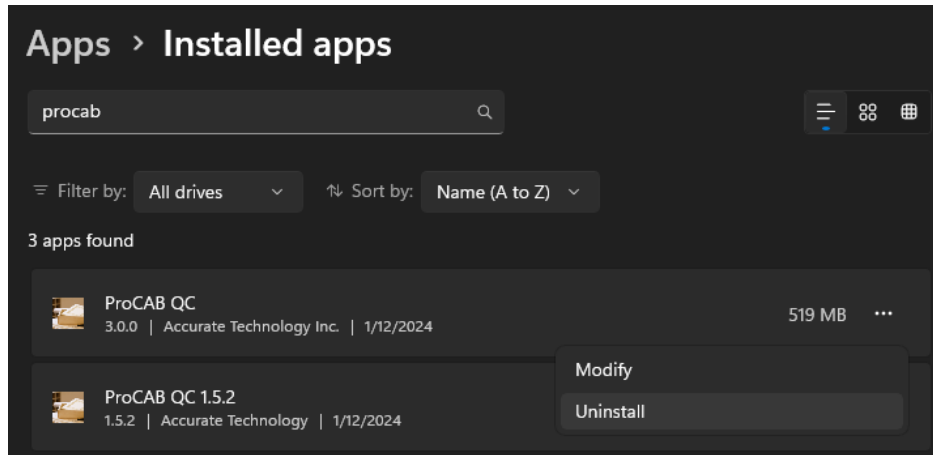 Apps > Installed apps
procab
Filter by: All drives Sort by: Name (A to Z)
3 apps found
ProCAB QC
3.0.0 | Accurate Technology Inc. | 1/12/2024
519 MB
Modify
Uninstall
ProCAB QC 1.5.2
1.5.2 | Accurate Technology | 1/12/2024